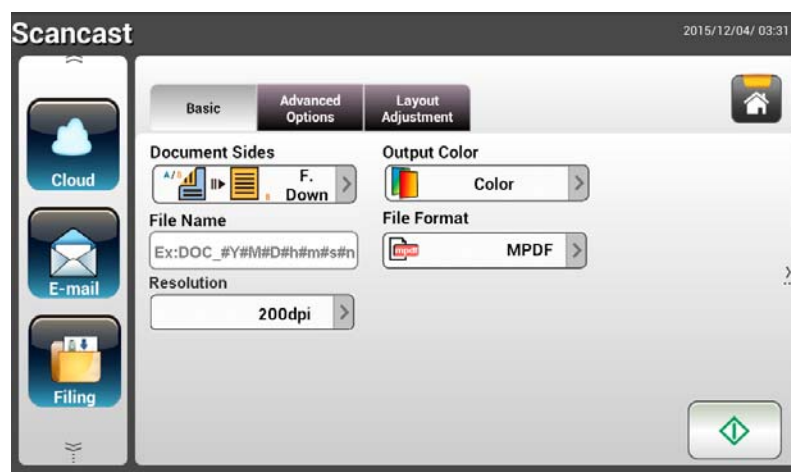 Scancast
2015/12/04/ 03:31
Cloud
E-mail
Filing
Basic
Advanced
Options
Layout
Adjustment
Document Sides
A/B
F.
Down
Output Color
Color
File Name
Ex:DOC_#Y#M#D#h#m#s#n
File Format
mpdf
MPDF
Resolution
200dpi